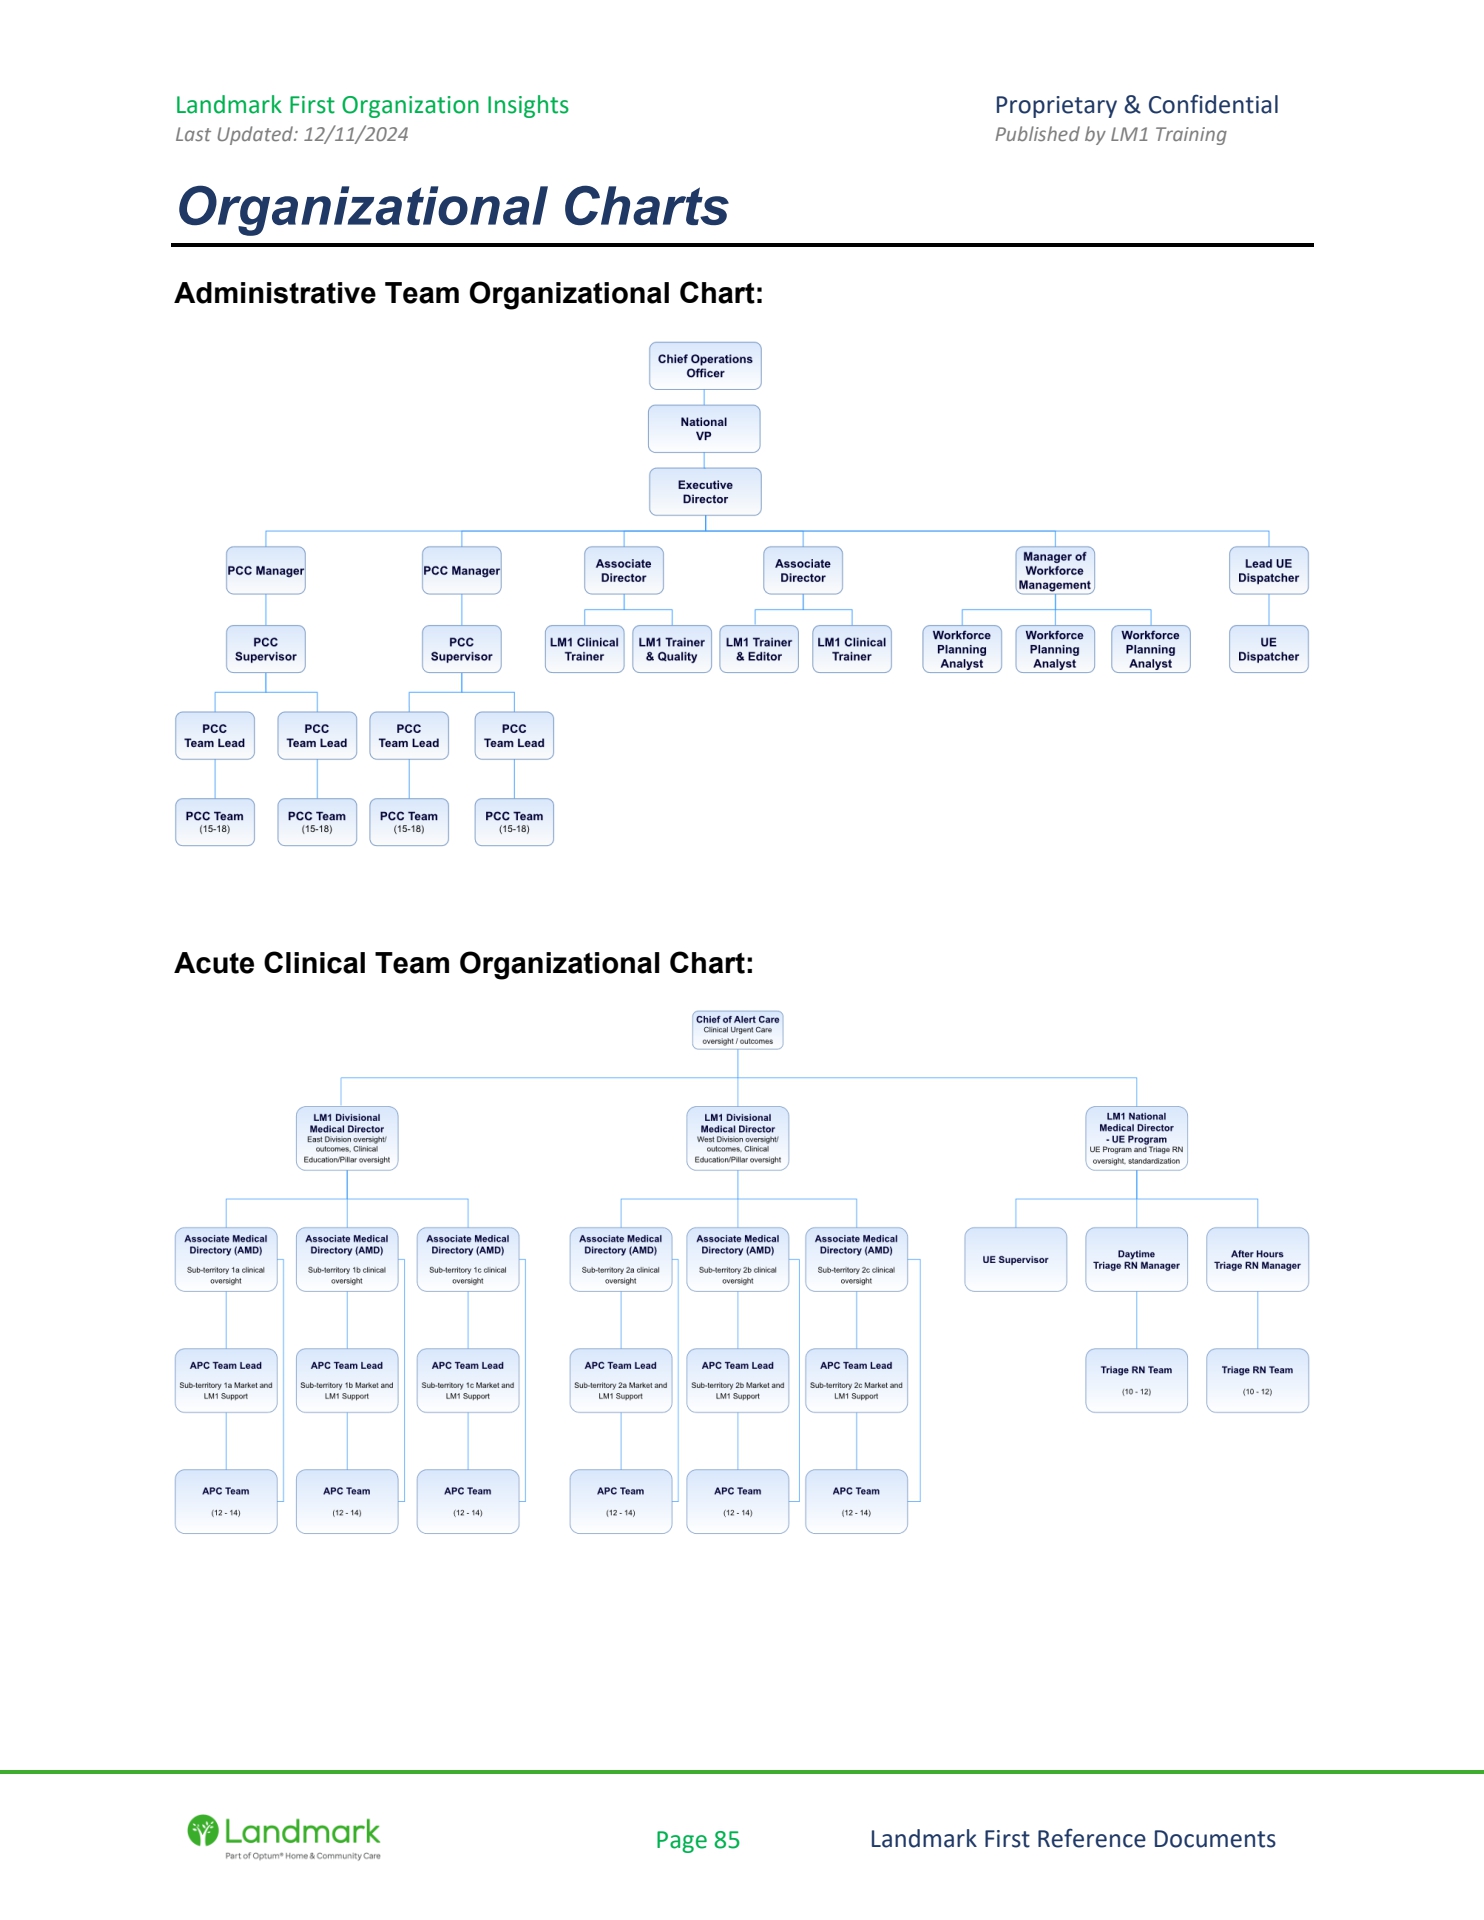 Landmark First Organization Insights
Proprietary & Confidential
Last Updated: 12/11/2024
Published by LM1 Training
Organizational Charts
Administrative Team Organizational Chart:
Chief Operations
Officer
National
VP
Executive
Director
PCC Manager
PCC Manager
Associate
Director
Associate
Director
Manager of
Workforce
Management
Lead UE
Dispatcher
PCC
Supervisor
PCC
Supervisor
LM1 Clinical
Trainer
LM1 Trainer
& Quality
LM1 Trainer
& Editor
LM1 Clinical
Trainer
Workforce
Planning
Analyst
Workforce
Planning
Analyst
Workforce
Planning
Analyst
UE
Dispatcher
PCC
Team Lead
PCC
Team Lead
PCC
Team Lead
PCC
Team Lead
PCC Team
(15-18)
PCC Team
(15-18)
PCC Team
(15-18)
PCC Team
(15-18)
Acute Clinical Team Organizational Chart:
Chief of Alert Care
Clinical Urgent Care
oversight / outcomes
LM1 Divisional
Medical Director
East Division oversight/
outcomes, Clinical
Education/Pillar oversight
LM1 Divisional
Medical Director
West Division oversight/
outcomes, Clinical
Education/Pillar oversight
LM1 National
Medical Director
- UE Program
UE Program and Triage RN
oversight, standardization
Associate Medical
Directory (AMD)
Sub-territory 1a clinical
oversight
Associate Medical
Directory (AMD)
Sub-territory 1b clinical
oversight
Associate Medical
Directory (AMD)
Sub-territory 1c clinical
oversight
Associate Medical
Directory (AMD)
Sub-territory 2a clinical
oversight
Associate Medical
Directory (AMD)
Sub-territory 2b clinical
oversight
Associate Medical
Directory (AMD)
Sub-territory 2c clinical
oversight
UE Supervisor
Daytime
Triage RN Manager
After Hours
Triage RN Manager
APC Team Lead
Sub-territory 1a Market and
LM1 Support
APC Team Lead
Sub-territory 1b Market and
LM1 Support
APC Team Lead
Sub-territory 1c Market and
LM1 Support
APC Team Lead
Sub-territory 2a Market and
LM1 Support
APC Team Lead
Sub-territory 2b Market and
LM1 Support
APC Team Lead
Sub-territory 2c Market and
LM1 Support
Triage RN Team
(10 - 12)
Triage RN Team
(10 - 12)
APC Team
(12 - 14)
APC Team
(12 - 14)
APC Team
(12 - 14)
APC Team
(12 - 14)
APC Team
(12 - 14)
APC Team
(12 - 14)
Landmark
Part of Optum® Home & Community Care
Page 85
Landmark First Reference Documents